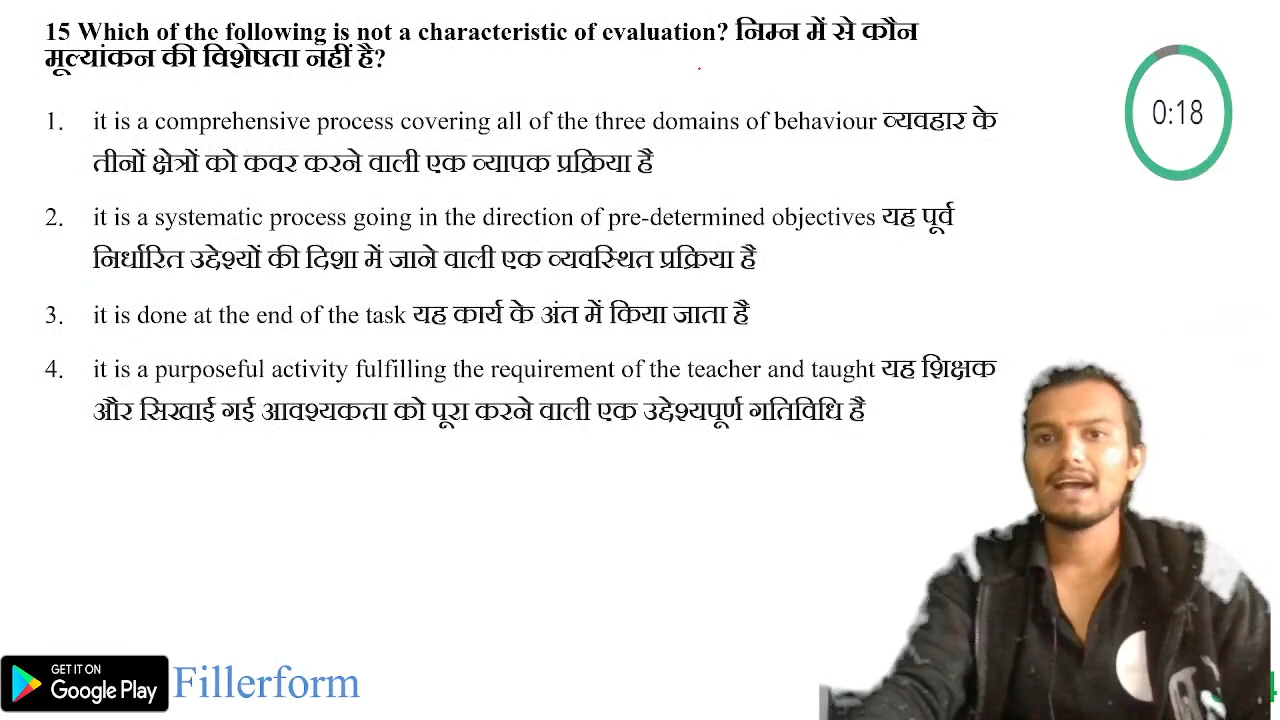 15 Which of the following is not a characteristic of evaluation? निम्न में से कौन
मूल्यांकन की विशेषता नहीं है?
0:18
1. it is a comprehensive process covering all of the three domains of behaviour व्यवहार के
तीनों क्षेत्रों को कवर करने वाली एक व्यापक प्रक्रिया है
2. it is a systematic process going in the direction of pre-determined objectives यह पूर्व
निर्धारित उद्देश्यों की दिशा में जाने वाली एक व्यवस्थित प्रक्रिया है
3. it is done at the end of the task यह कार्य के अंत में किया जाता है
4. it is a purposeful activity fulfilling the requirement of the teacher and taught यह शिक्षक
और सिखाई गई आवश्यकता को पूरा करने वाली एक उद्देश्यपूर्ण गतिविधि है
GET IT ON
Google Play
Fillerform